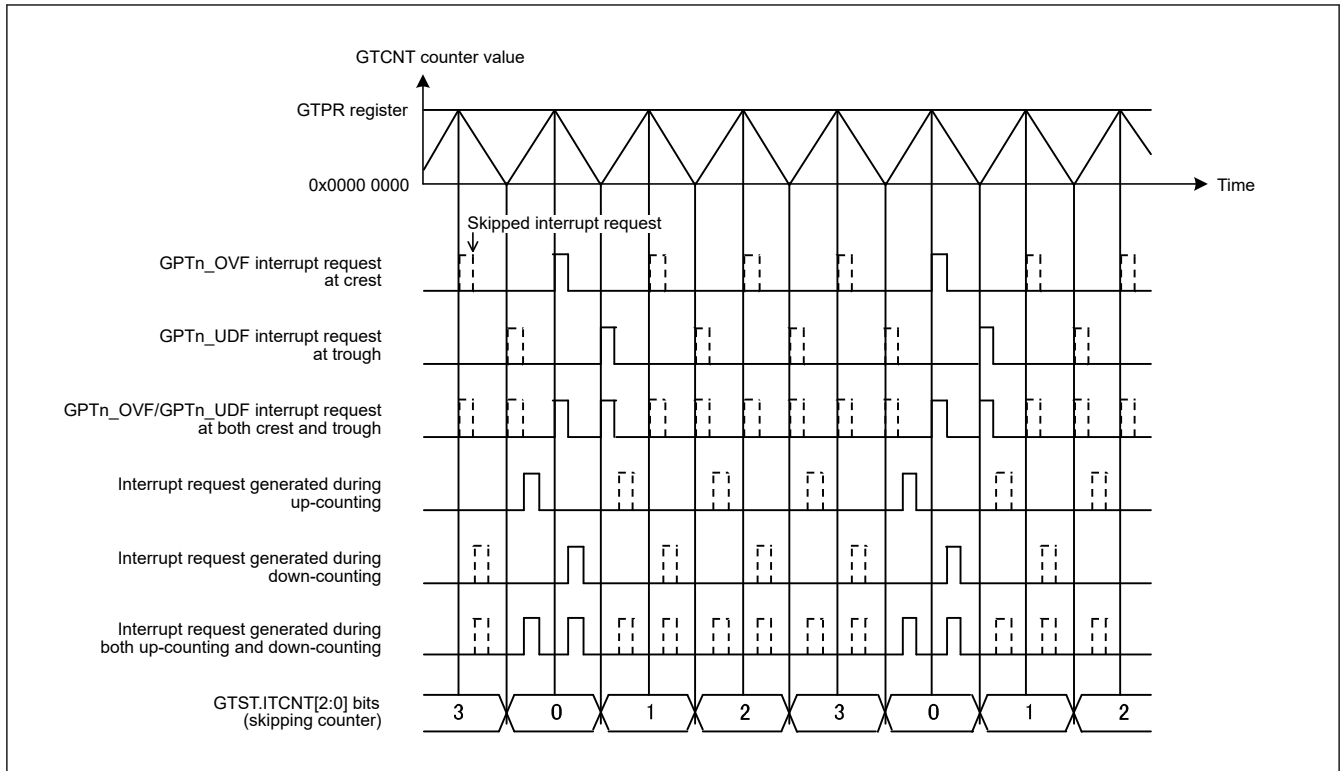 GTCNT counter value
GTPR register
0x0000 0000
Time
Skipped interrupt request
GPTn_OVF interrupt request
at crest
GPTn_UDF interrupt request
at trough
GPTn_OVF/GPTn_UDF interrupt request
at both crest and trough
Interrupt request generated during
up-counting
Interrupt request generated during
down-counting
Interrupt request generated during
both up-counting and down-counting
GTST.ITCNT[2:0] bits
(skipping counter)
3 0 1 2 3 0 1 2